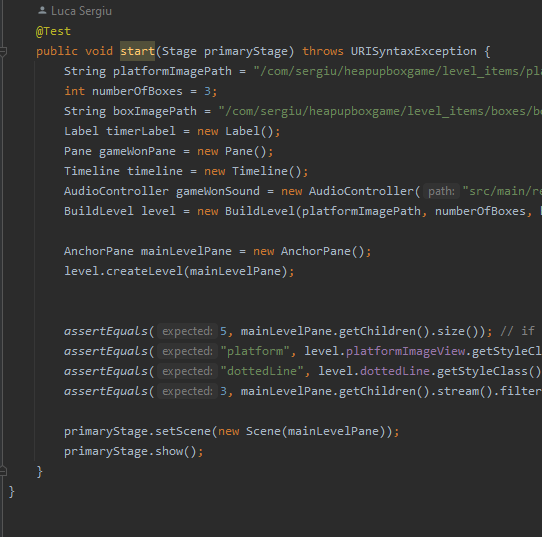 Luca Sergiu
@Test
public void start(Stage primaryStage) throws URISyntaxException {
String platformImagePath = "/com/sergiu/heapupboxgame/level_items/pla
int numberOfBoxes = 3;
String boxImagePath = "/com/sergiu/heapupboxgame/level_items/boxes/bo
Label timerLabel = new Label();
Pane gameWonPane = new Pane();
Timeline timeline = new Timeline();
AudioController gameWonSound = new AudioController( path: "src/main/re
BuildLevel level = new BuildLevel(platformImagePath, numberOfBoxes,
AnchorPane mainLevelPane = new AnchorPane();
level.createLevel(mainLevelPane);
assertEquals( expected: 5, mainLevelPane.getChildren().size()); // if
assertEquals( expected: "platform", level.platformImageView.getStyleCl
assertEquals( expected: "dottedLine", level.dottedLine.getStyleClass()
assertEquals( expected: 3, mainLevelPane.getChildren().stream().filter
primaryStage.setScene(new Scene(mainLevelPane));
primaryStage.show();
}
}